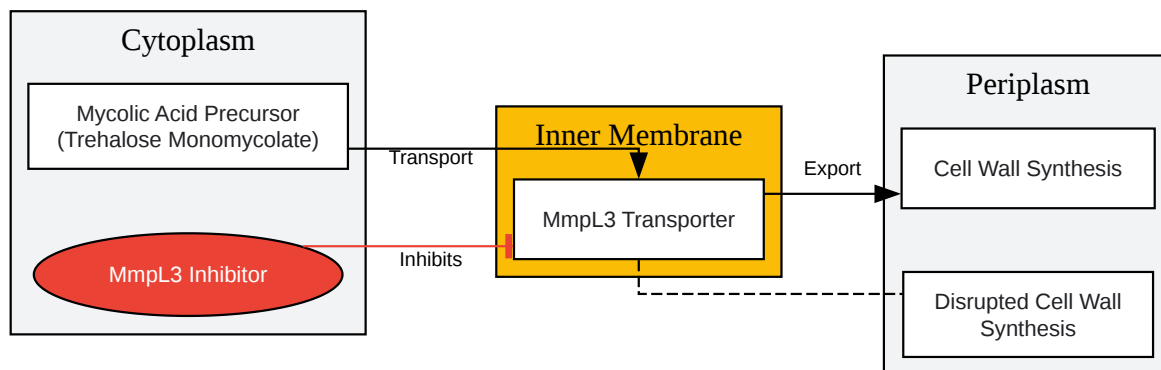 Cytoplasm
Mycolic Acid Precursor
(Trehalose Monomycolate)
Transport
MmpL3 Inhibitor
Inhibits
Inner Membrane
MmpL3 Transporter
Export
Periplasm
Cell Wall Synthesis
Disrupted Cell Wall
Synthesis